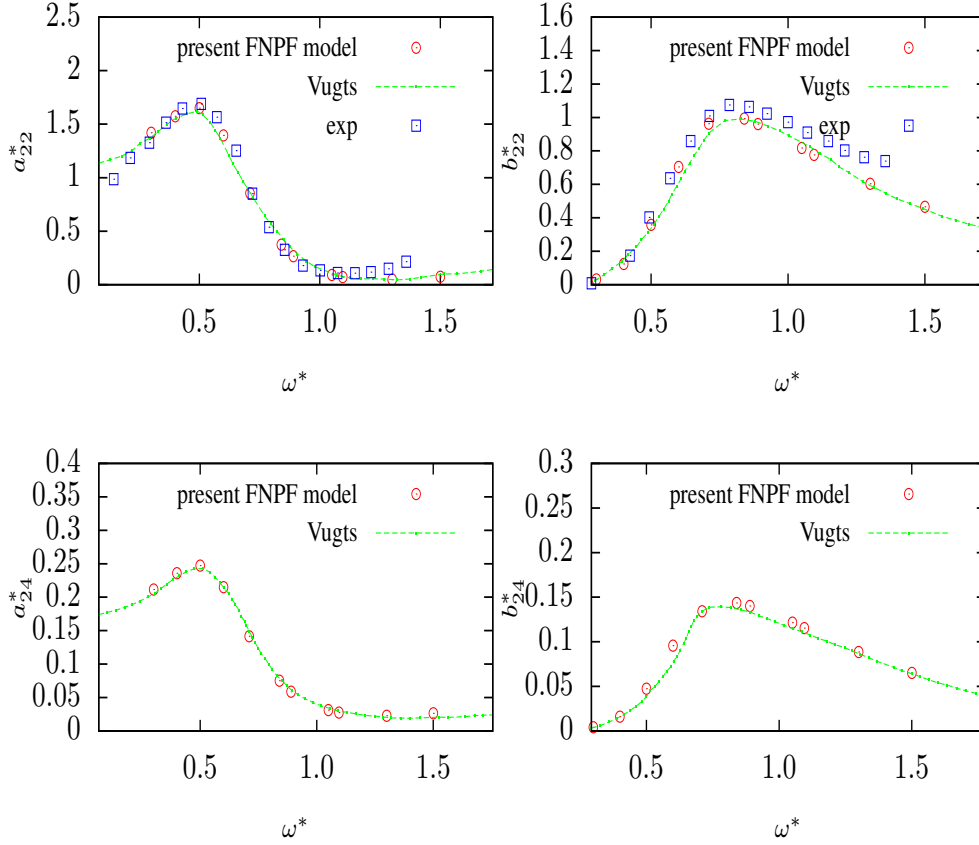 2.5
2
1.5
1
0.5
0
a*22
present FNPF model
Vugts
exp
0.5 1.0 1.5
ω*
1.6
1.4
1.2
1
0.8
0.6
0.4
0.2
0
b*22
present FNPF model
Vugts
exp
0.5 1.0 1.5
ω*
0.4
0.35
0.3
0.25
0.2
0.15
0.1
0.05
0
a*24
present FNPF model
Vugts
0.5 1.0 1.5
ω*
0.3
0.25
0.2
0.15
0.1
0.05
0
b*24
present FNPF model
Vugts
0.5 1.0 1.5
ω*